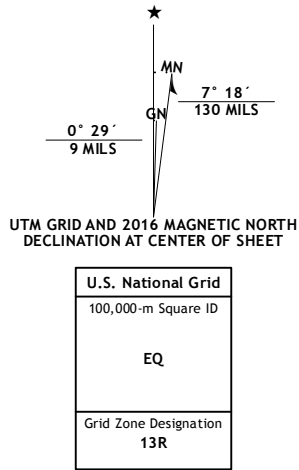 ★
MN
GN
7° 18´
130 MILS
0° 29´
9 MILS
UTM GRID AND 2016 MAGNETIC NORTH
DECLINATION AT CENTER OF SHEET
U.S. National Grid
100,000-m Square ID
EQ
Grid Zone Designation
13R